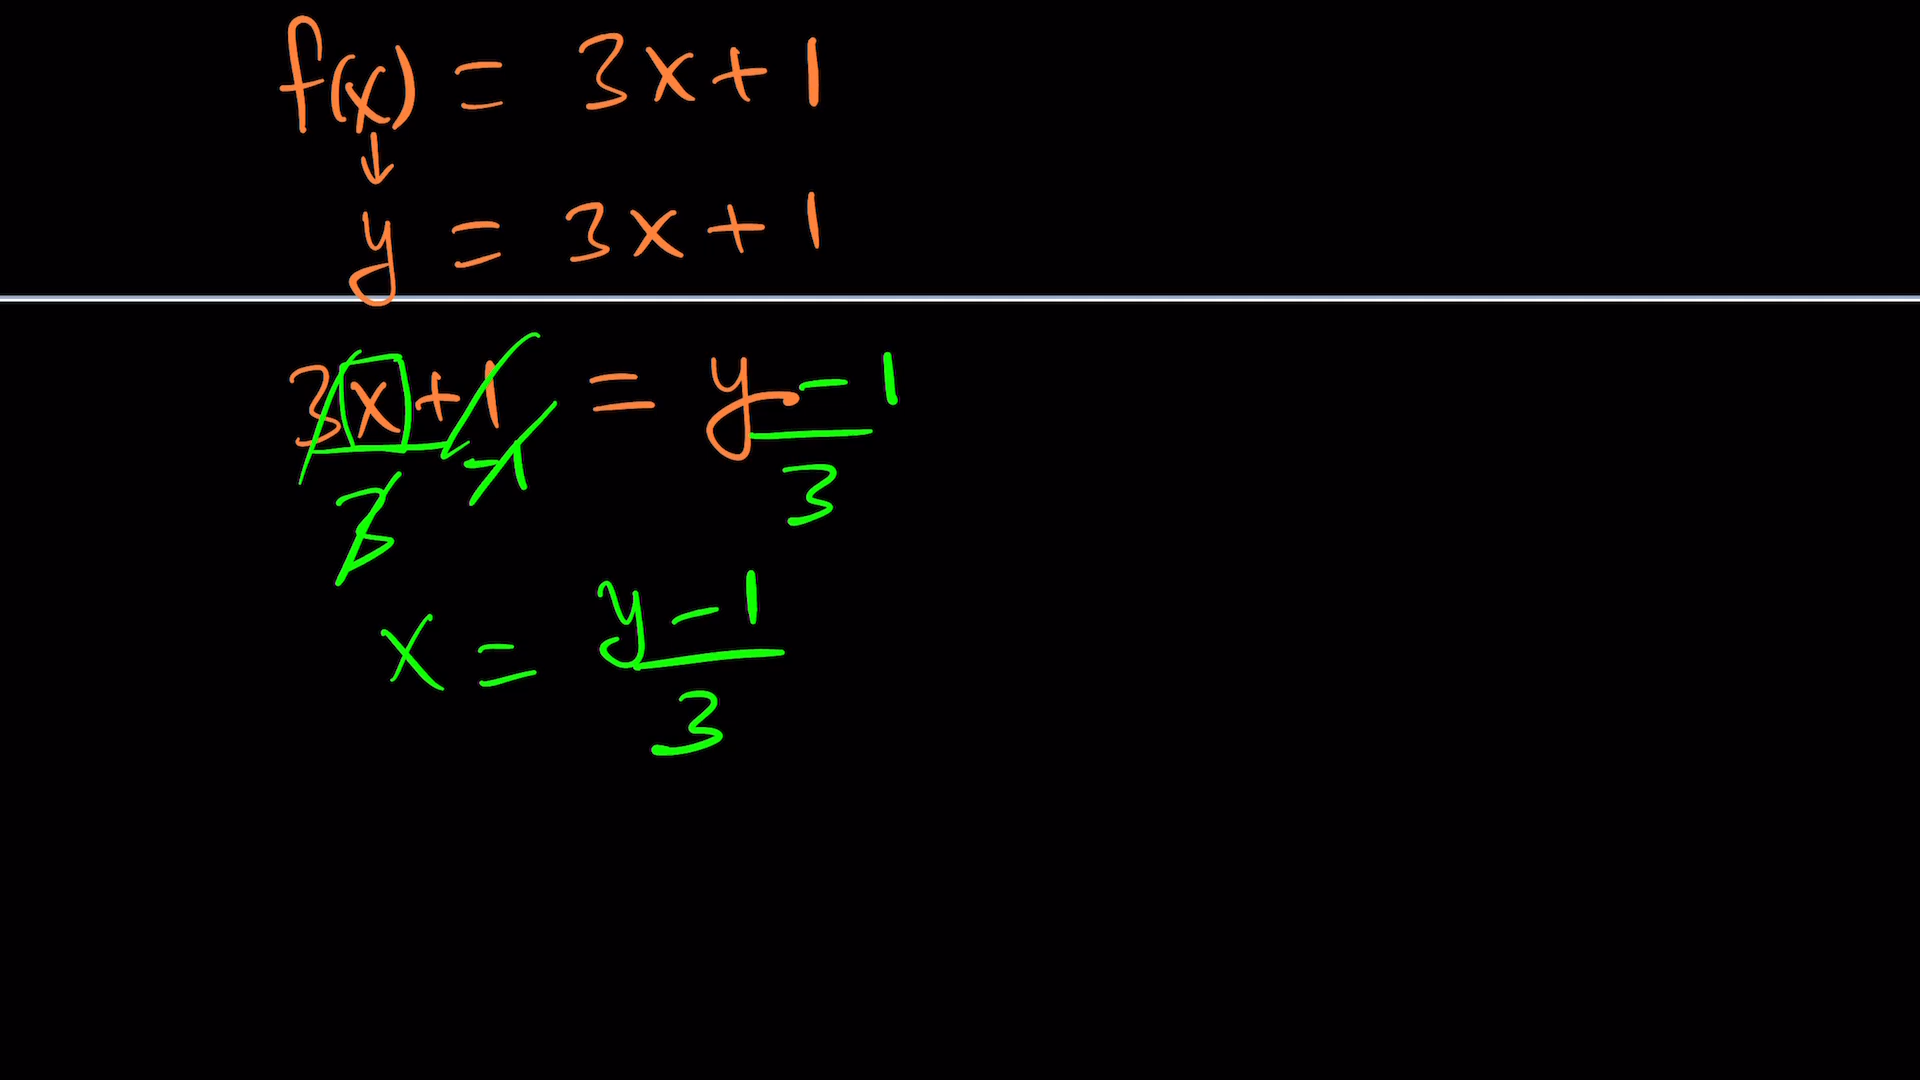 f(x) = 3x + 1
↓
y = 3x + 1
3x + 1 = y - 1
3 -1 3
x = y - 1
3